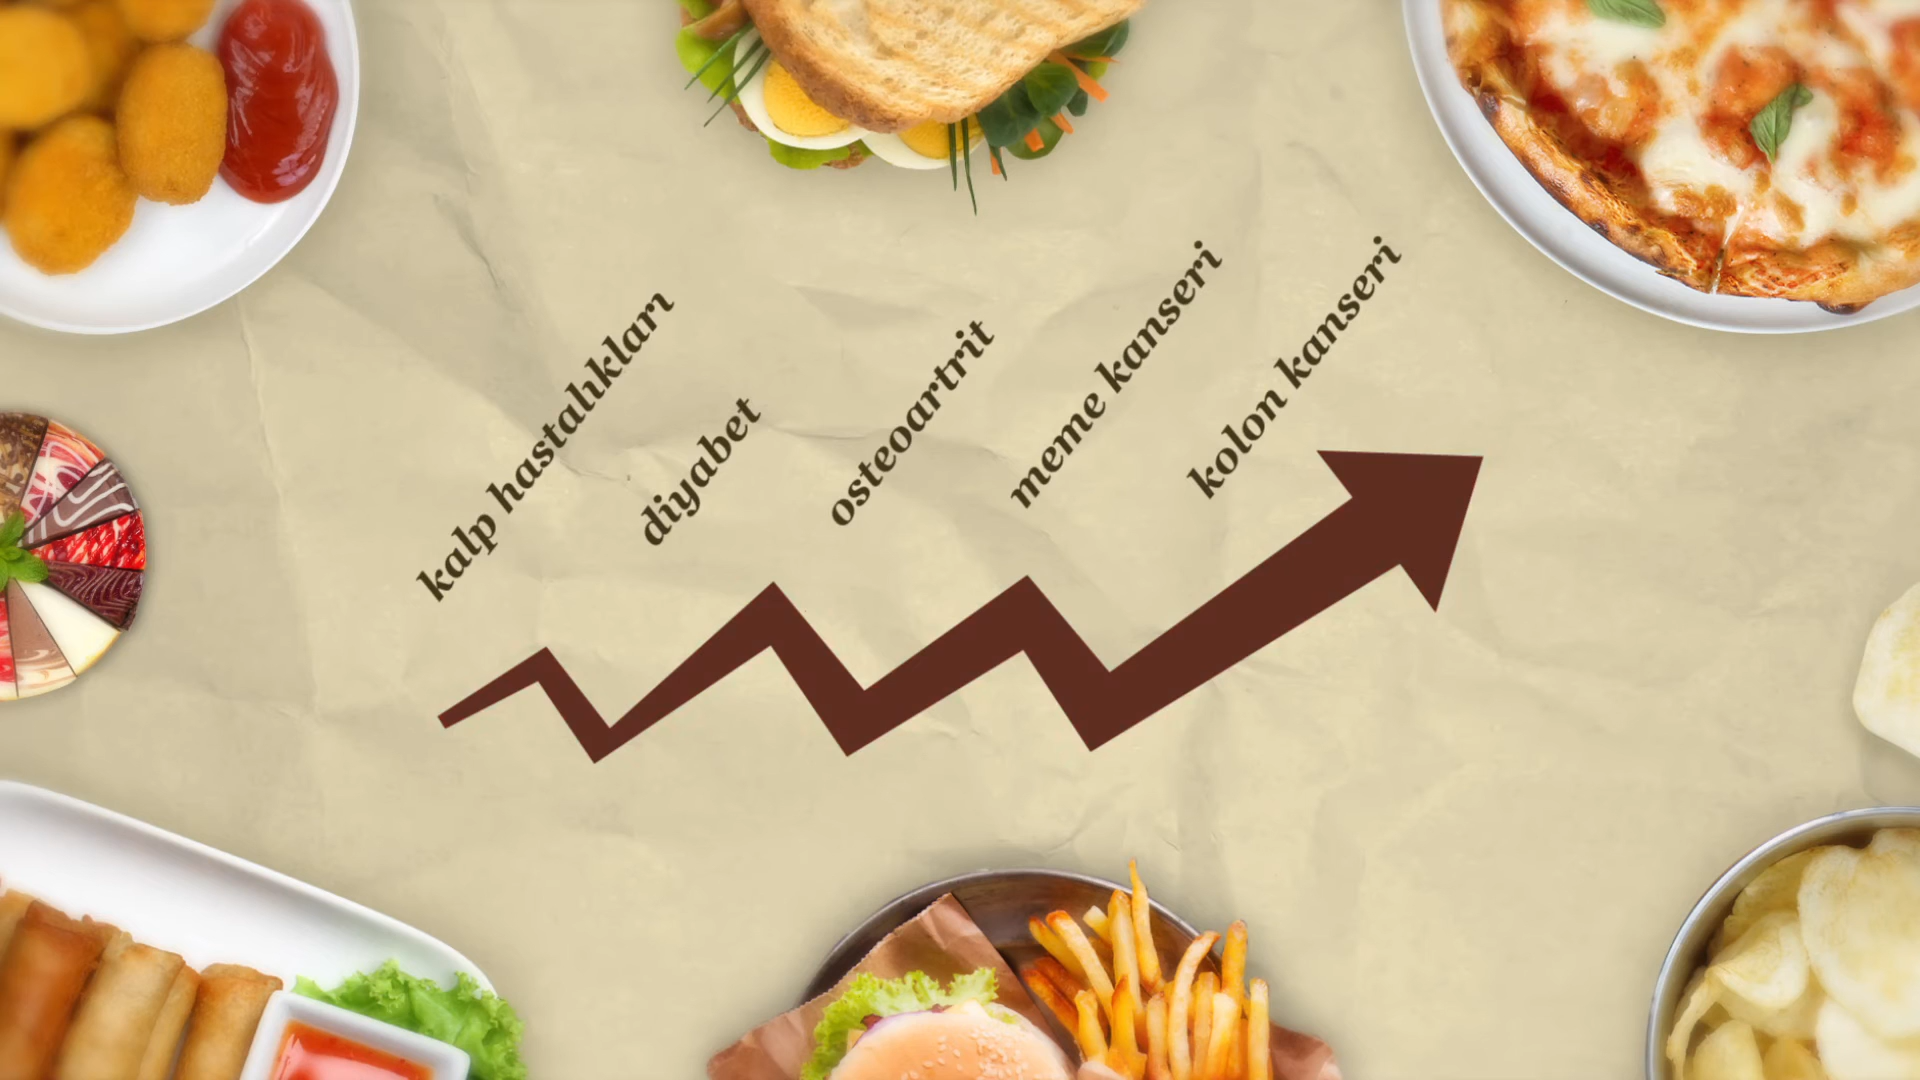 kalp hastalıkları
diyabet
osteoartrit
meme kanseri
kolon kanseri